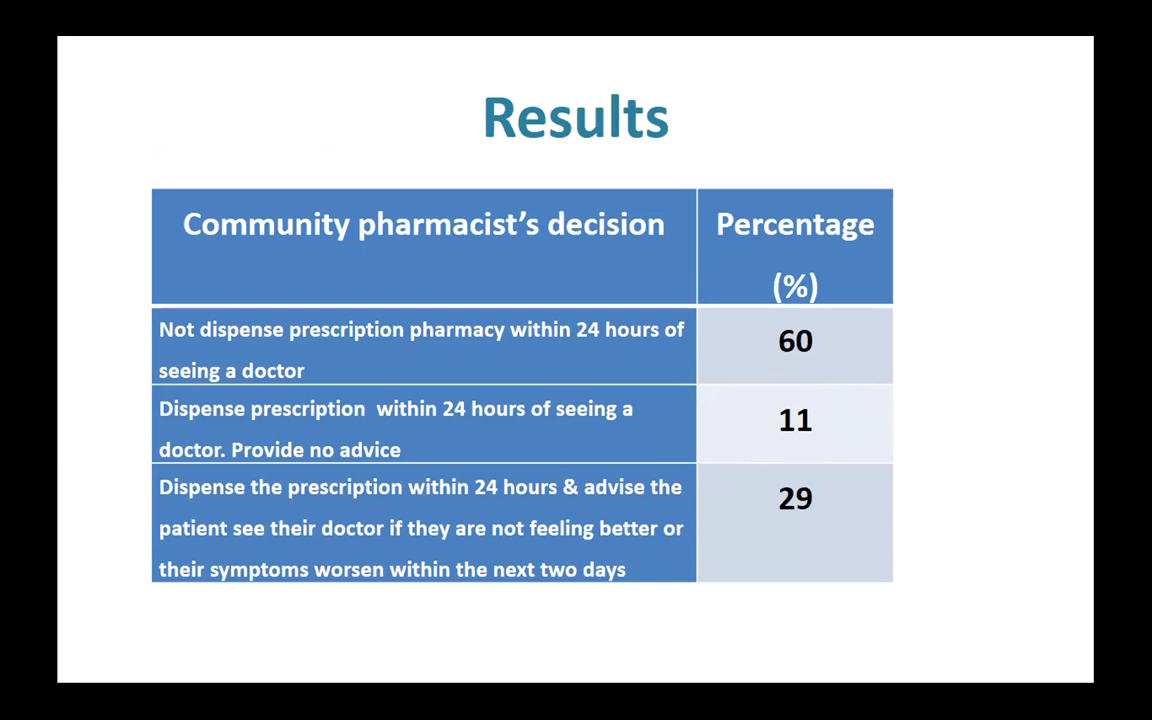 Results
Community pharmacist's decision
Percentage
(%)
Not dispense prescription pharmacy within 24 hours of
seeing a doctor
60
Dispense prescription within 24 hours of seeing a
doctor. Provide no advice
11
Dispense the prescription within 24 hours & advise the
patient see their doctor if they are not feeling better or
their symptoms worsen within the next two days
29